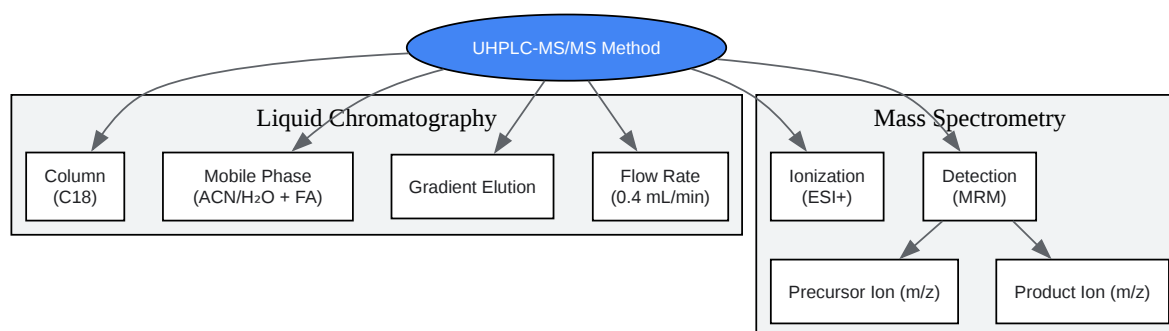 UHPLC-MS/MS Method
Liquid Chromatography
Mass Spectrometry
Column
(C18)
Mobile Phase
(ACN/H₂O + FA)
Gradient Elution
Flow Rate
(0.4 mL/min)
Ionization
(ESI+)
Detection
(MRM)
Precursor Ion (m/z)
Product Ion (m/z)